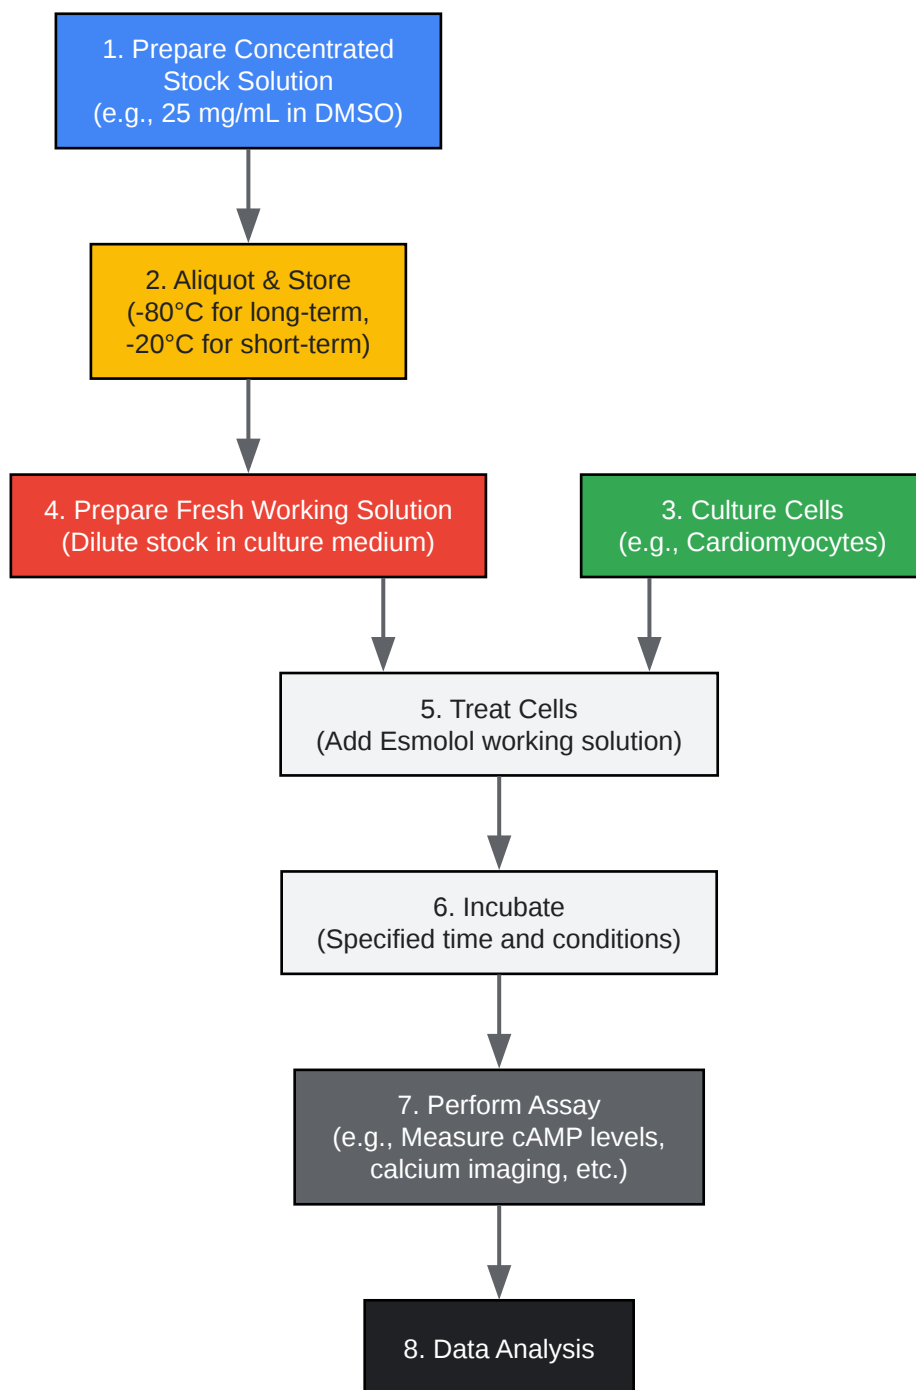 1. Prepare Concentrated
Stock Solution
(e.g., 25 mg/mL in DMSO)
2. Aliquot & Store
(-80°C for long-term,
-20°C for short-term)
4. Prepare Fresh Working Solution
(Dilute stock in culture medium)
3. Culture Cells
(e.g., Cardiomyocytes)
5. Treat Cells
(Add Esmolol working solution)
6. Incubate
(Specified time and conditions)
7. Perform Assay
(e.g., Measure cAMP levels,
calcium imaging, etc.)
8. Data Analysis